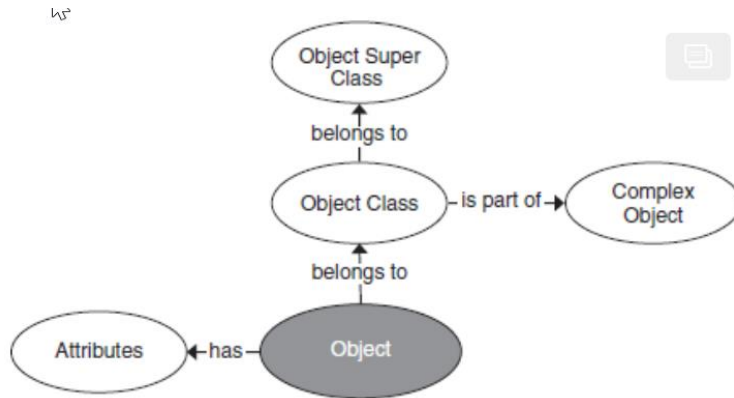 Object Super
Class
belongs to
Object Class
is part of
Complex
Object
belongs to
Attributes
has
Object